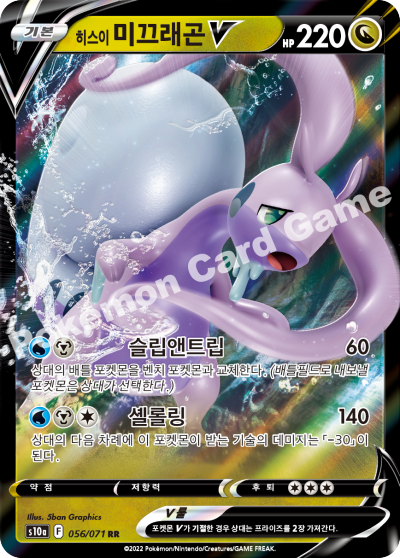 기본 히스이 미끄래곤 V HP 220
Pokémon Card Game
슬립앤트립 60
상대의 배틀 포켓몬을 벤치 포켓몬과 교체한다. (배틀필드로 내보낼
포켓몬은 상대가 선택한다.)
셸롤링 140
상대의 다음 차례에 이 포켓몬이 받는 기술의 데미지는 「-30」이
된다.
약점 저항력 후퇴
Illus. 5ban Graphics
V룰
s10a F 056/071 RR
포켓몬 V가 기절한 경우 상대는 프라이즈를 2장 가져간다.
©2022 Pokémon/Nintendo/Creatures/GAME FREAK.